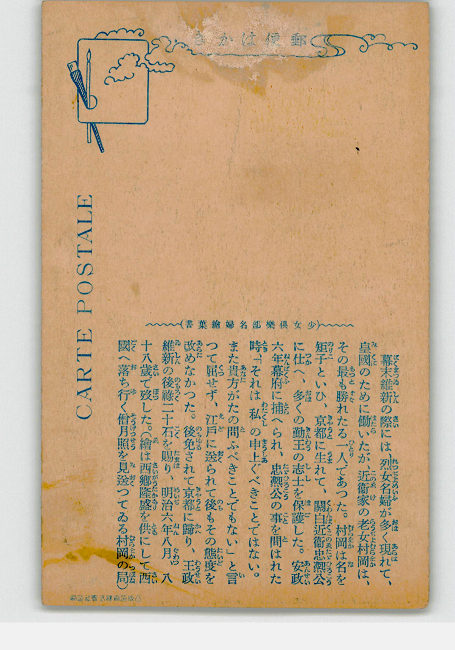 郵便はがき
CARTE POSTALE
(少女倶樂部名婦繪葉書)
幕末維新の際には、烈女名婦が多く現れて、
皇國のために働いたが、近衞家の老女村岡は、
その最も勝れたる一人であつた。村岡は名を
矩子といひ、京都に生れて、關白近衞忠凞公
に仕へ、多くの勤王の志士を保護した。安政
六年幕府に捕へられ、忠凞公の事を問はれた
時「それは私の申上ぐべきことではない。
また貴方がたの問ふべきことでもない」と言
つて屈せず、江戸に送られて後もその態度を
改めなかつた。後免されて京都に歸り、王政
維新の後祿二十石を賜り、明治六年八月、八
十八歳で歿した。(繪は西郷隆盛を供にして西
國へ落ち行く僧月照を見送つてゐる村岡の局)